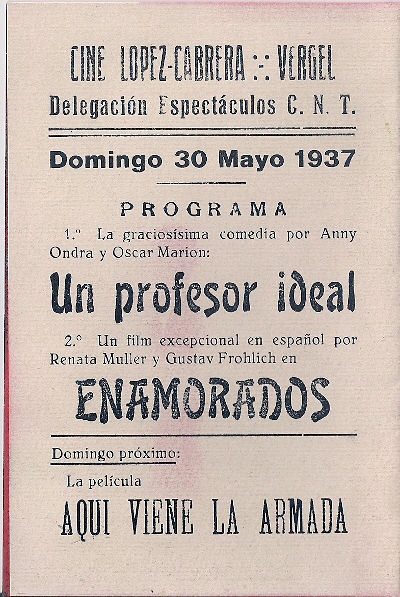 CINE LOPEZ-CABRERA :-: VERGEL
Delegación Espectáculos C. N. T.
Domingo 30 Mayo 1937
PROGRAMA
1.º La graciosísima comedia por Anny
Ondra y Oscar Marion:
Un profesor ideal
2.º Un film excepcional en español por
Renata Muller y Gustav Frohlich en
ENAMORADOS
Domingo próximo:
La película
AQUI VIENE LA ARMADA